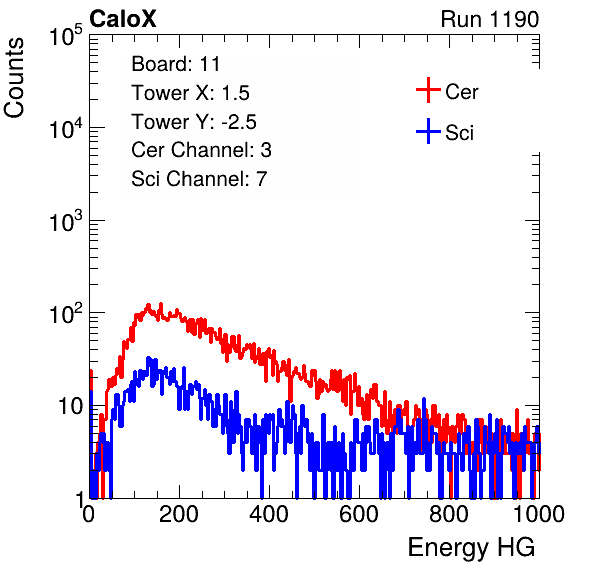 CaloX Run 1190
Counts
Board: 11
Tower X: 1.5
Tower Y: -2.5
Cer Channel: 3
Sci Channel: 7
Cer
Sci
10^5
10^4
10^3
10^2
10
1
0 200 400 600 800 1000
Energy HG